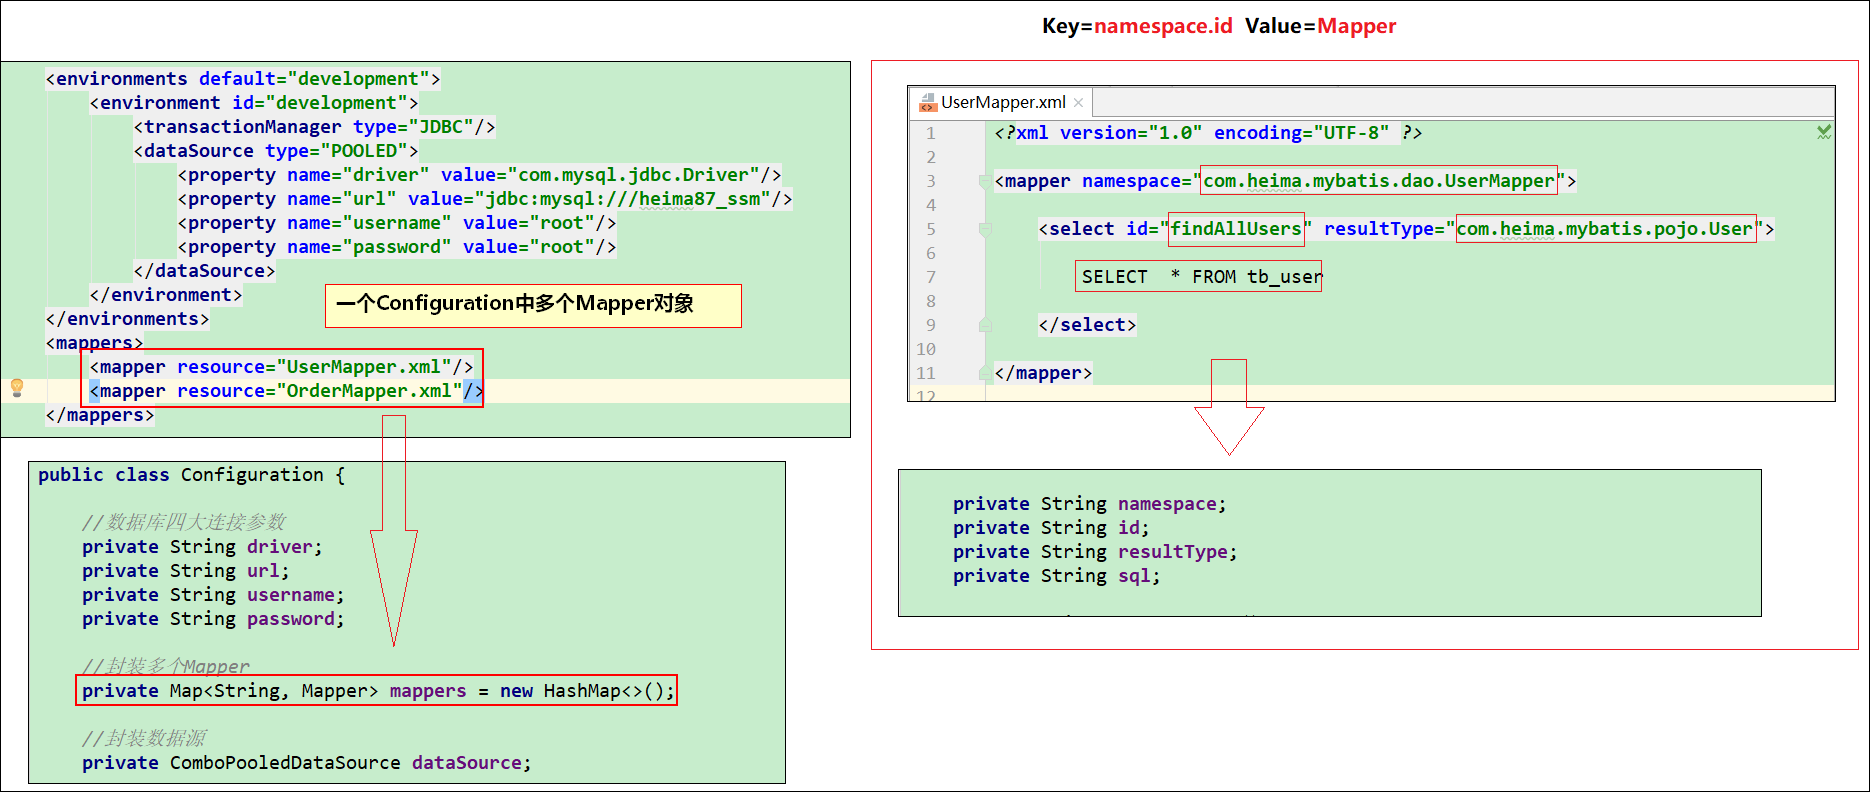 Key=namespace.id Value=Mapper
<environments default="development">
<environment id="development">
<transactionManager type="JDBC"/>
<dataSource type="POOLED">
<property name="driver" value="com.mysql.jdbc.Driver"/>
<property name="url" value="jdbc:mysql:///heima87_ssm"/>
<property name="username" value="root"/>
<property name="password" value="root"/>
</dataSource>
</environment>
</environments>
一个Configuration中多个Mapper对象
<mappers>
<mapper resource="UserMapper.xml"/>
<mapper resource="OrderMapper.xml"/>
</mappers>
public class Configuration {
//数据库四大连接参数
private String driver;
private String url;
private String username;
private String password;
//封装多个Mapper
private Map<String, Mapper> mappers = new HashMap<>();
//封装数据源
private ComboPooledDataSource dataSource;
UserMapper.xml
1 <?xml version="1.0" encoding="UTF-8" ?>
2
3 <mapper namespace="com.heima.mybatis.dao.UserMapper">
4
5 <select id="findAllUsers" resultType="com.heima.mybatis.pojo.User">
6
7 SELECT * FROM tb_user
8
9 </select>
10
11 </mapper>
12
private String namespace;
private String id;
private String resultType;
private String sql;